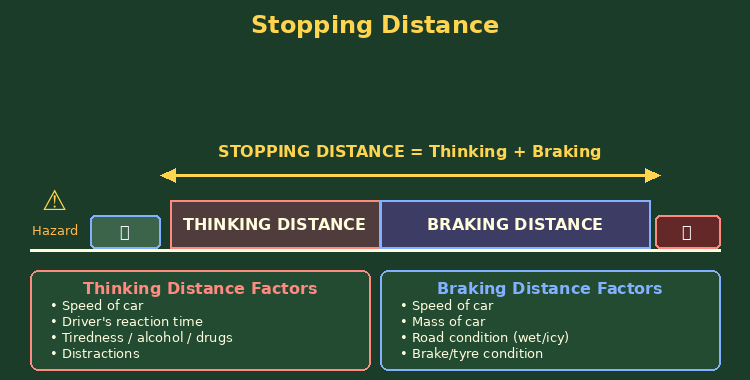 Stopping Distance
STOPPING DISTANCE = Thinking + Braking
⚠
Hazard
THINKING DISTANCE
BRAKING DISTANCE
Thinking Distance Factors
• Speed of car
• Driver's reaction time
• Tiredness / alcohol / drugs
• Distractions
Braking Distance Factors
• Speed of car
• Mass of car
• Road condition (wet/icy)
• Brake/tyre condition